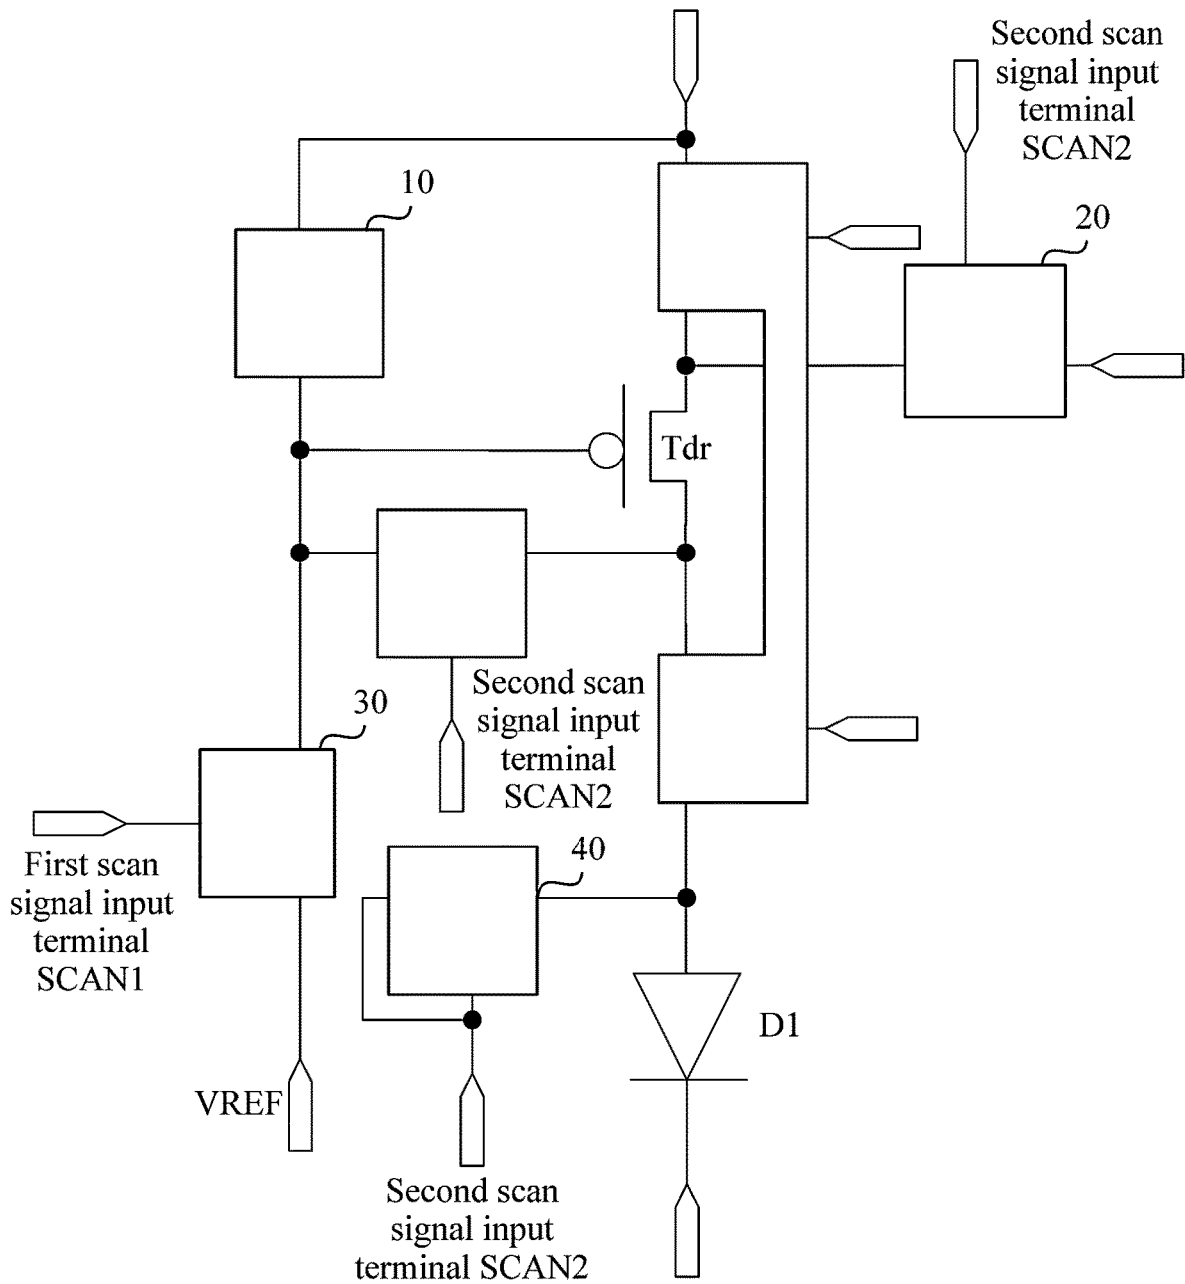 Second scan
signal input
terminal
SCAN2
10
20
Tdr
Second scan
signal input
terminal
SCAN2
30
First scan
signal input
terminal
SCAN1
40
D1
VREF
Second scan
signal input
terminal SCAN2